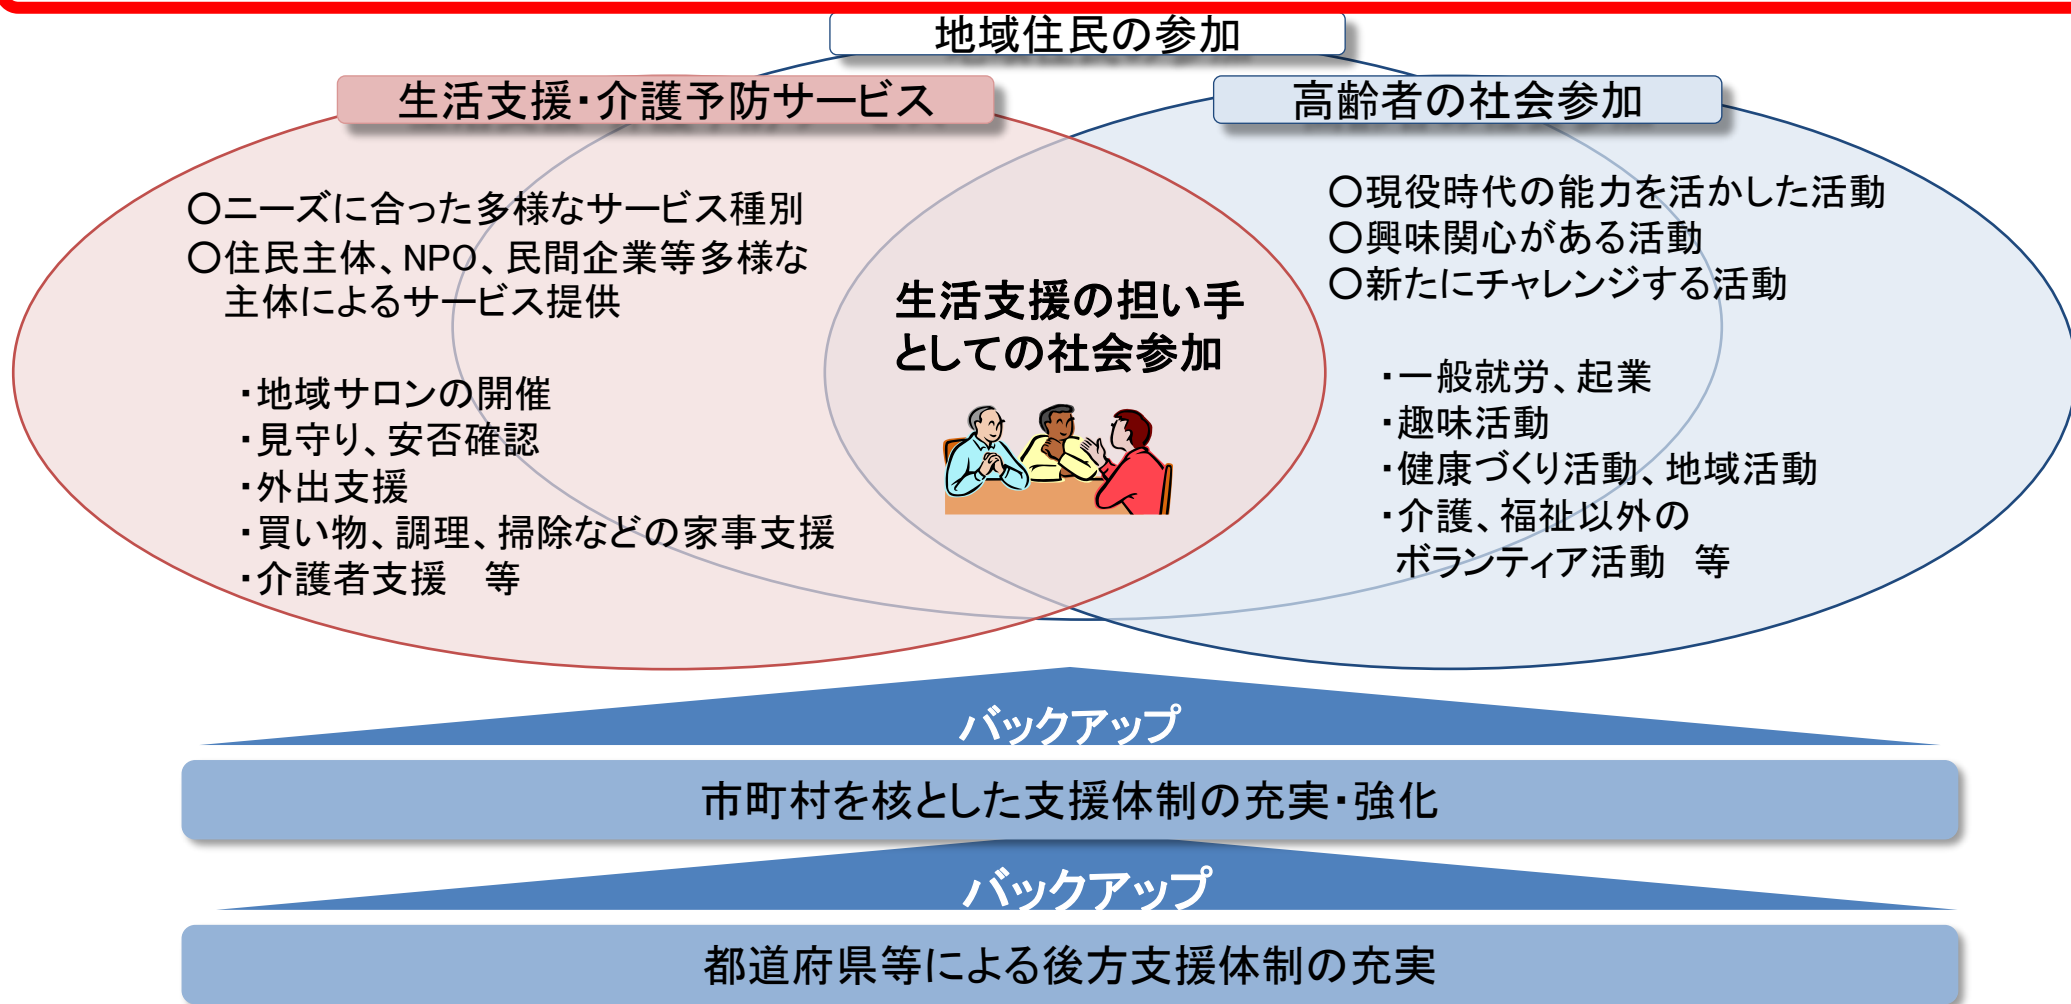 地域住民の参加
生活支援・介護予防サービス
高齢者の社会参加
○ニーズに合った多様なサービス種別
○住民主体、NPO、民間企業等多様な
主体によるサービス提供
・地域サロンの開催
・見守り、安否確認
・外出支援
・買い物、調理、掃除などの家事支援
・介護者支援　等
生活支援の担い手
としての社会参加
○現役時代の能力を活かした活動
○興味関心がある活動
○新たにチャレンジする活動
・一般就労、起業
・趣味活動
・健康づくり活動、地域活動
・介護、福祉以外の
ボランティア活動　等
バックアップ
市町村を核とした支援体制の充実・強化
バックアップ
都道府県等による後方支援体制の充実